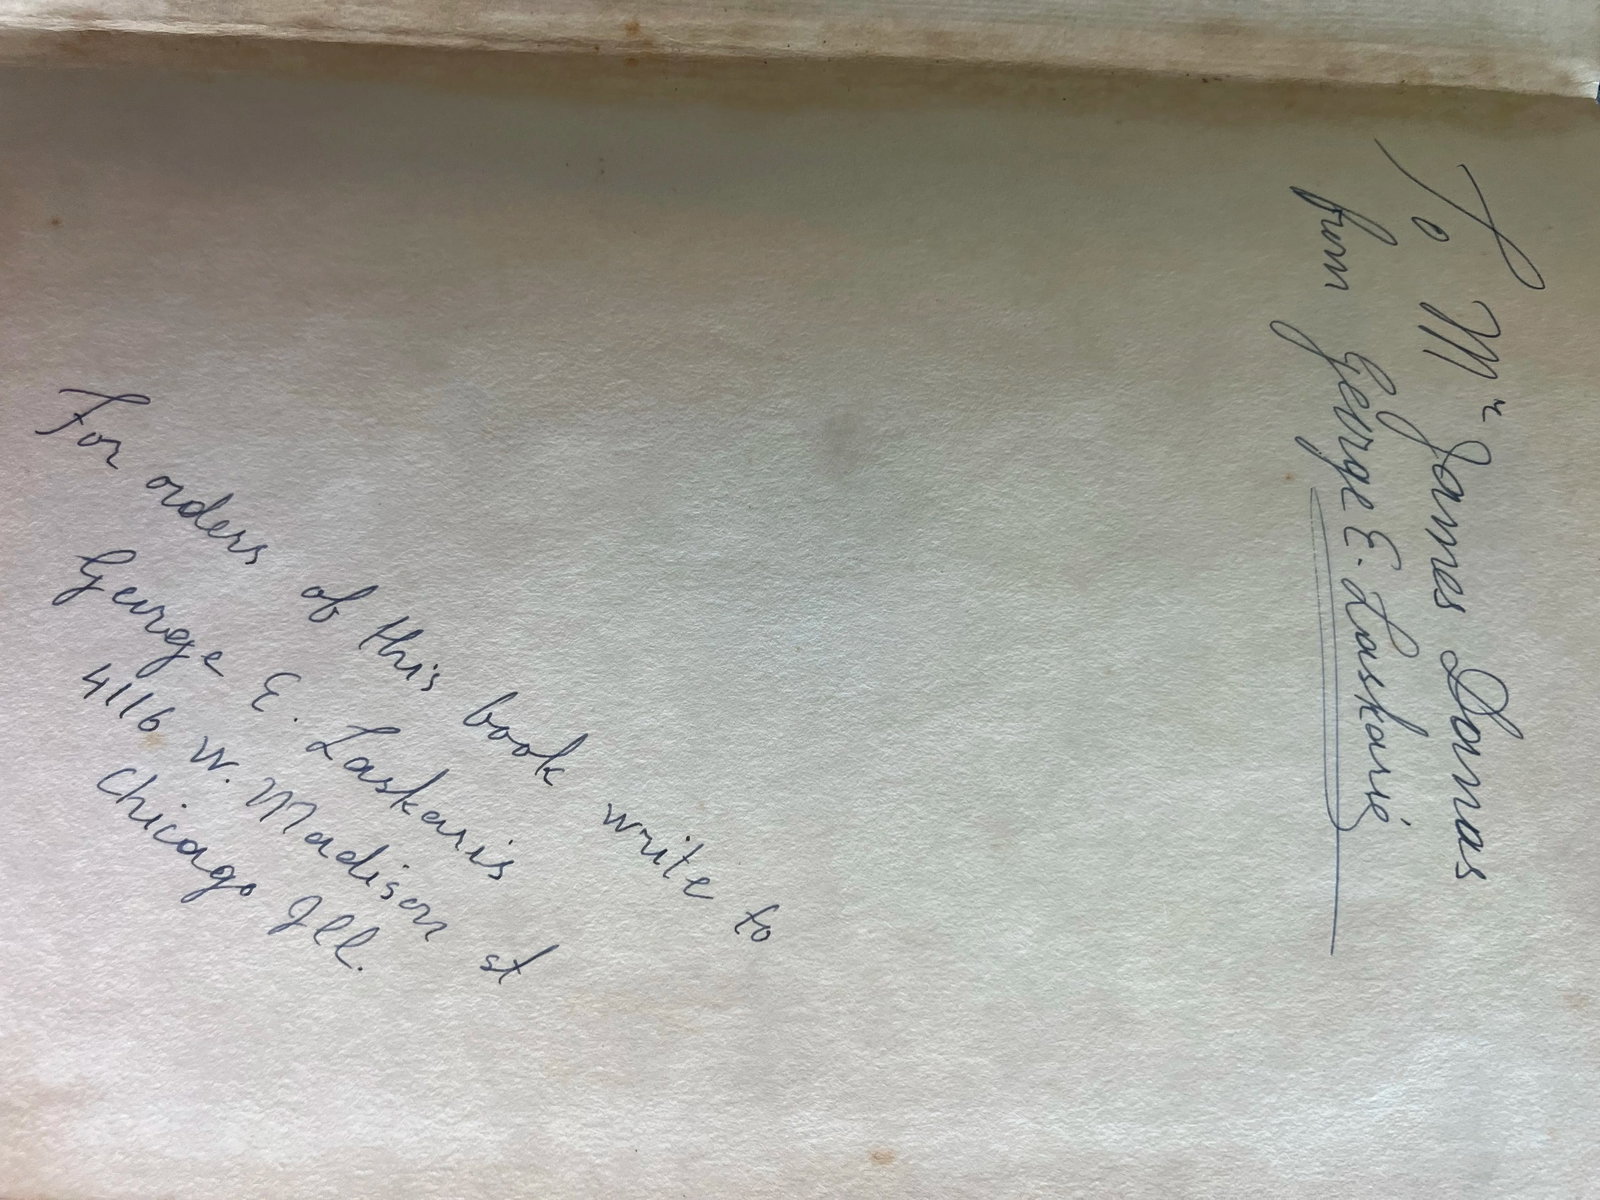 To Mr James Damas
from George E. Laskaris
For orders of this book write to
George E. Laskaris
4116 W. Madison st
Chicago Ill.